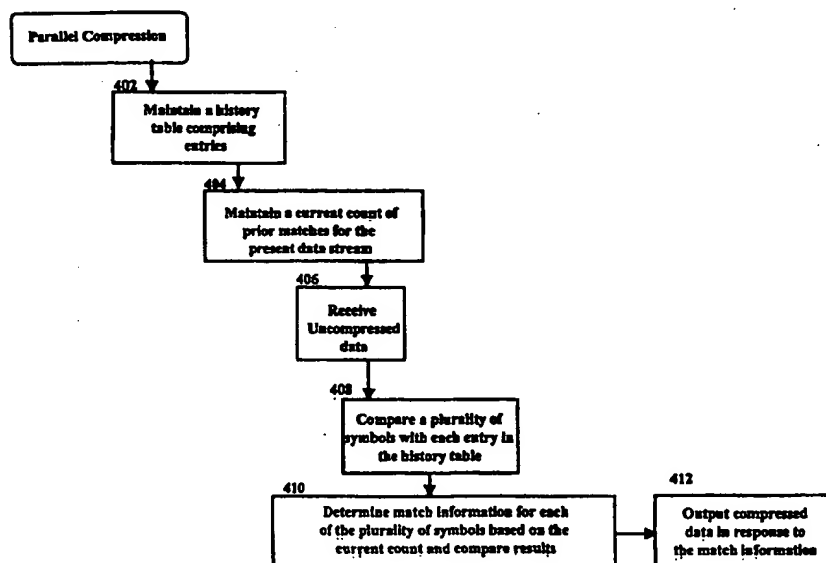 Parallel Compression
402
Maintain a history
table comprising
entries
404
Maintain a current count of
prior matches for the
present data stream
406
Receive
Uncompressed
data
408
Compare a plurality of
symbols with each entry in
the history table
410
Determine match information for each
of the plurality of symbols based on the
current count and compare results
412
Output compressed
data in response to
the match information